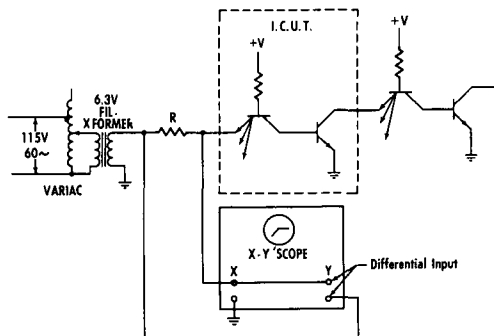 I.C.U.T.
+V
+V
6.3V
FIL-
XFORMER
R
115V
60~
VARIAC
X-Y 'SCOPE
X
Y
Differential Input